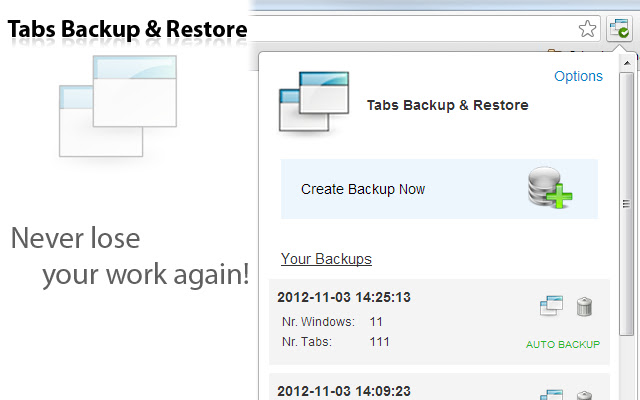 Tabs Backup & Restore
Never lose
your work again!
Options
Tabs Backup & Restore
Create Backup Now
Your Backups
2012-11-03 14:25:13
Nr. Windows: 11
Nr. Tabs: 111
AUTO BACKUP
2012-11-03 14:09:23